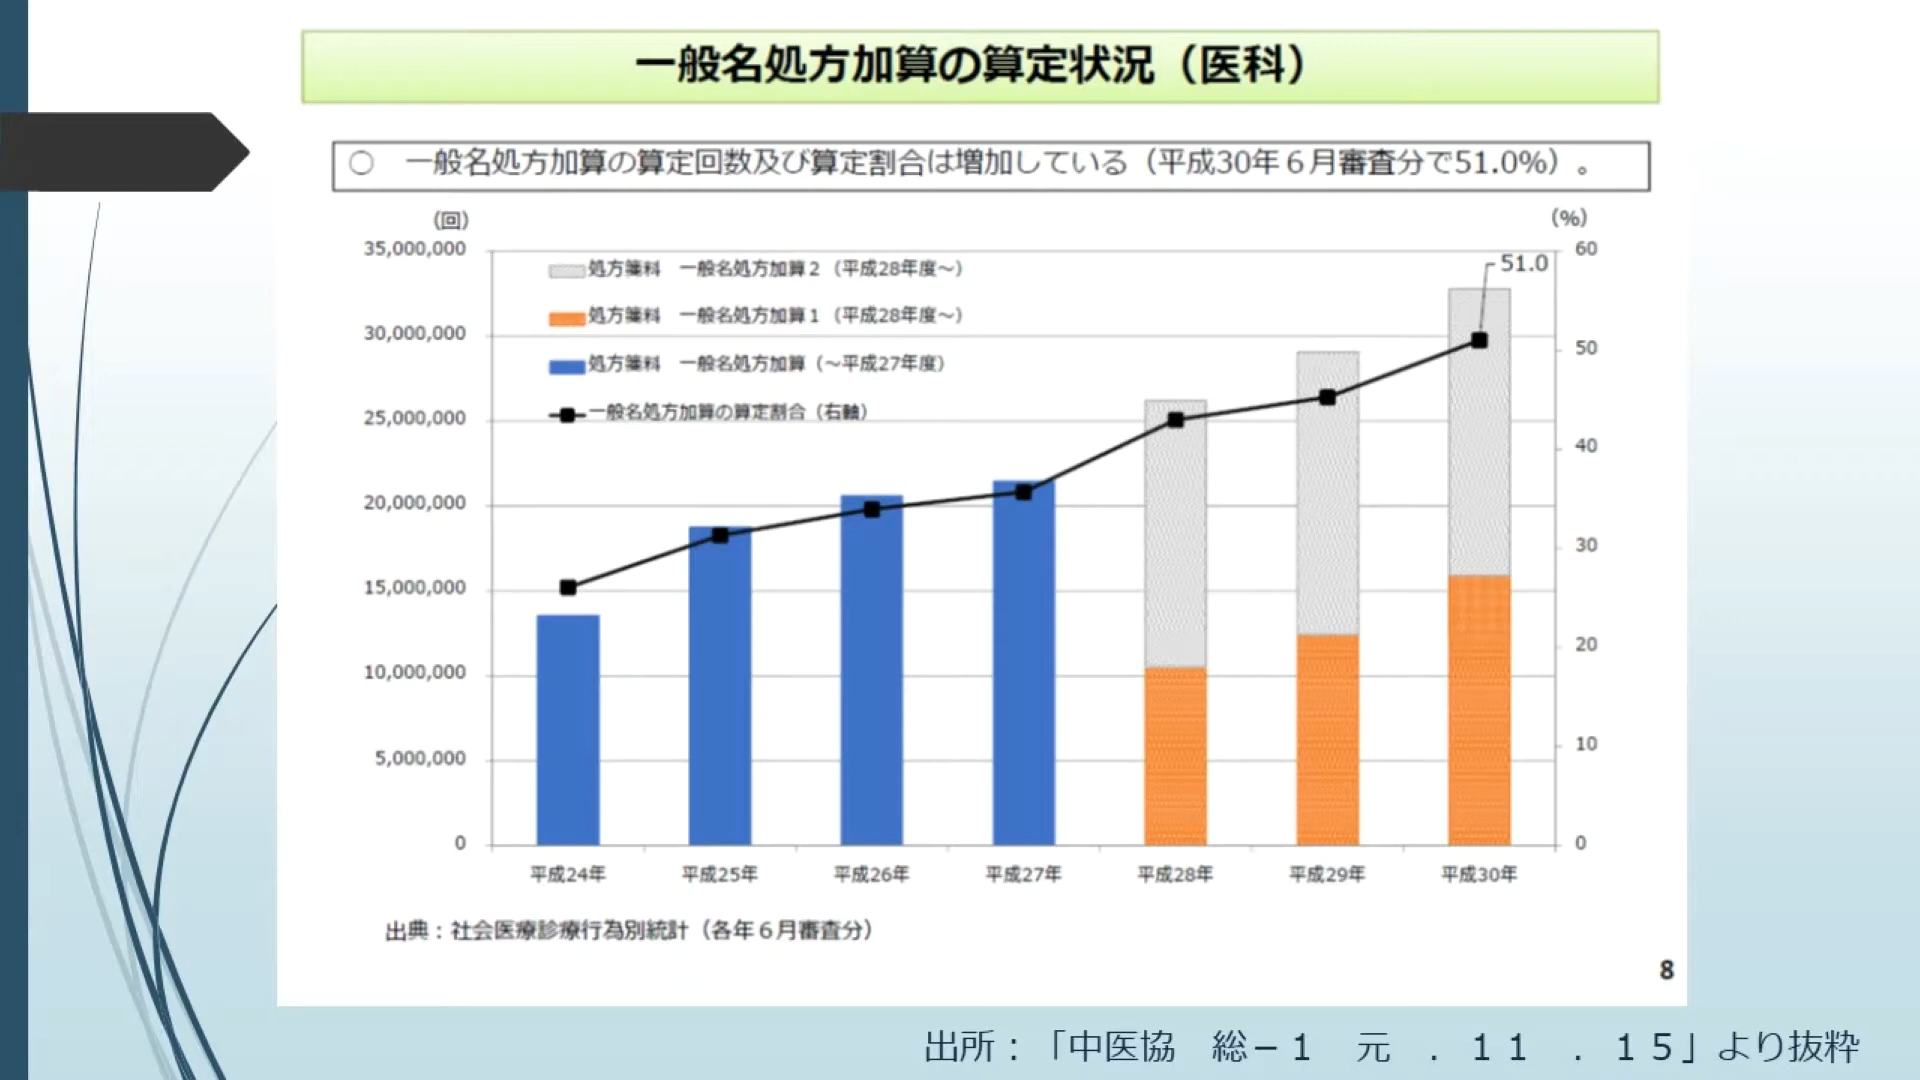 一般名処方加算の算定状況（医科）
○　一般名処方加算の算定回数及び算定割合は増加している（平成30年６月審査分で51.0%）。
（回）
（%）
35,000,000
30,000,000
25,000,000
20,000,000
15,000,000
10,000,000
5,000,000
0
60
50
40
30
20
10
0
処方箋料　一般名処方加算２（平成28年度～）
処方箋料　一般名処方加算１（平成28年度～）
処方箋料　一般名処方加算（～平成27年度）
一般名処方加算の算定割合（右軸）
51.0
平成24年
平成25年
平成26年
平成27年
平成28年
平成29年
平成30年
出典：社会医療診療行為別統計（各年６月審査分）
8
出所：「中医協　総－１　元　．１１　．１５」より抜粋